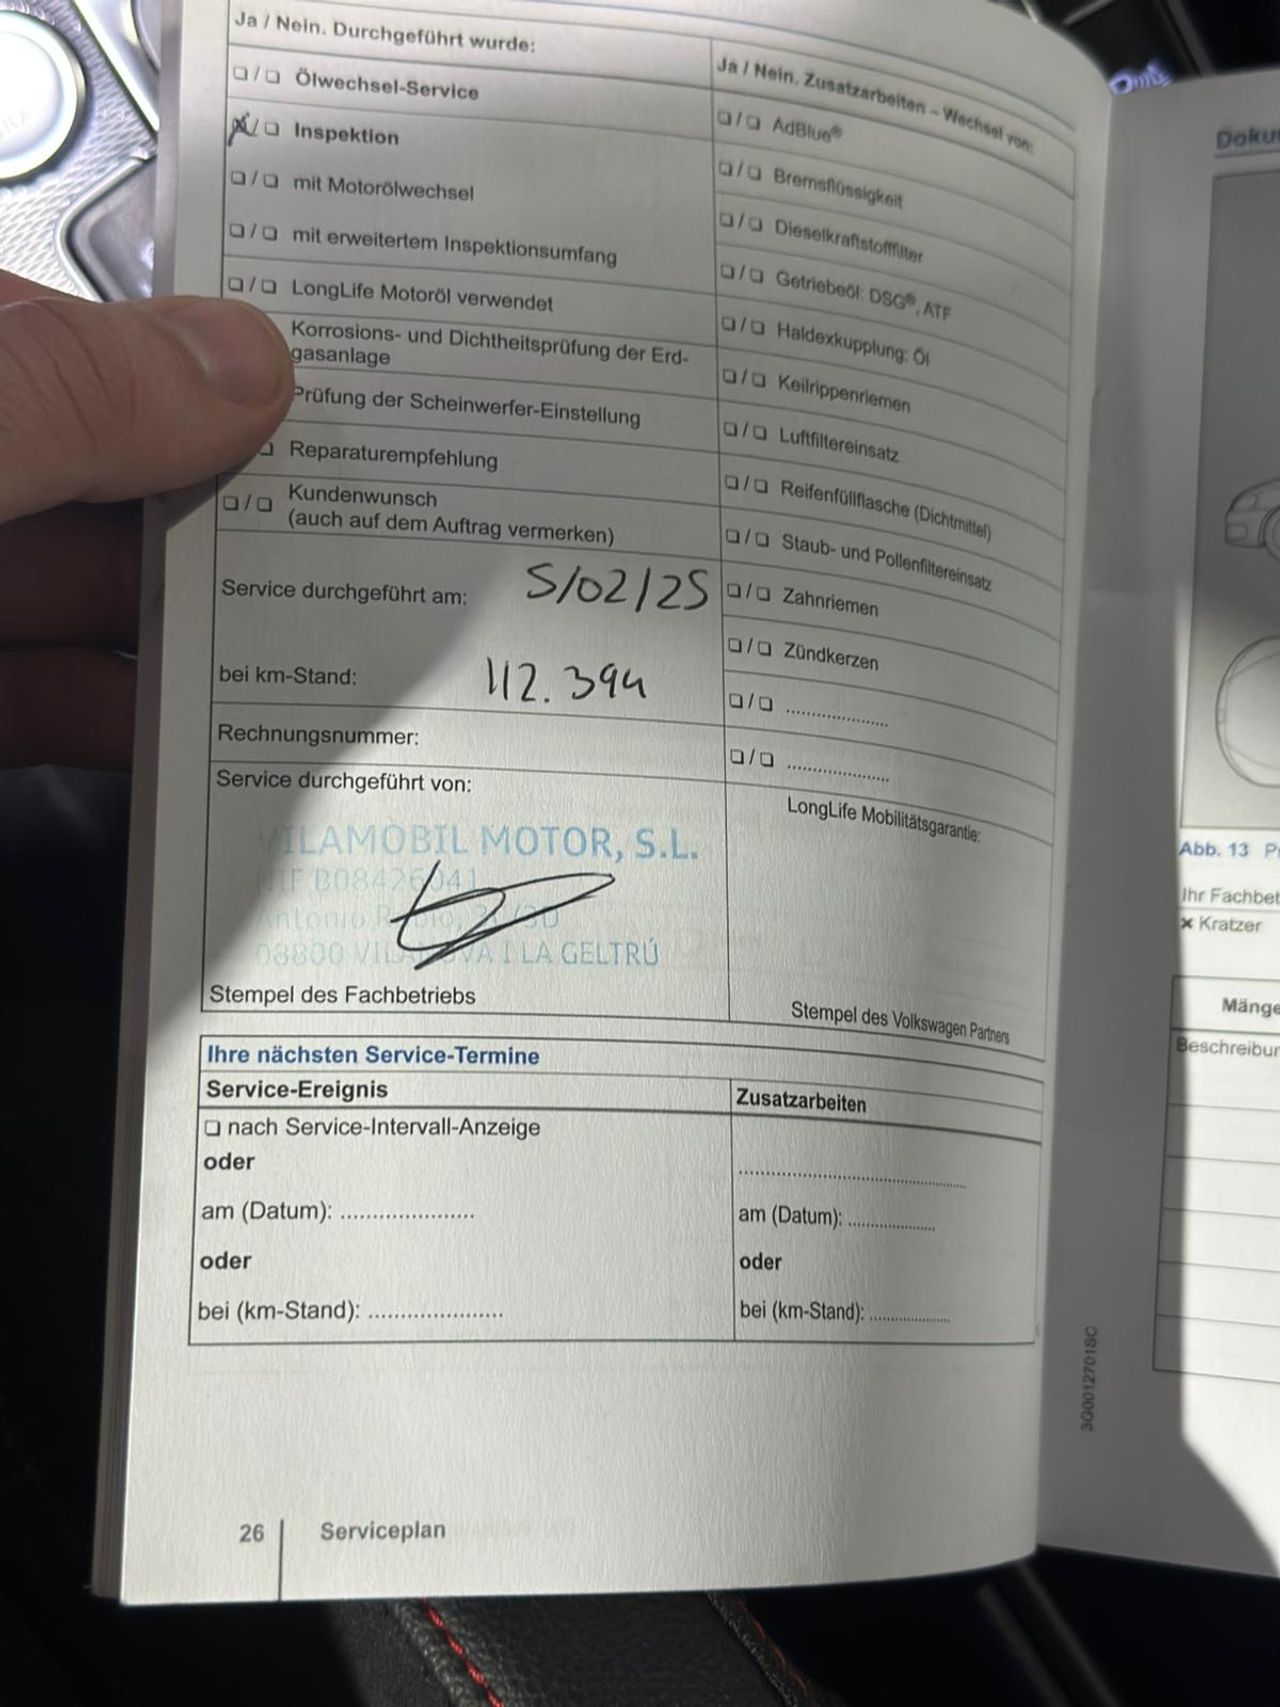 Ja / Nein. Durchgeführt wurde:
❏ / ❏ Ölwechsel-Service
❏ / ❏ Inspektion
❏ / ❏ mit Motorölwechsel
❏ / ❏ mit erweitertem Inspektionsumfang
❏ / ❏ LongLife Motoröl verwendet
Korrosions- und Dichtheitsprüfung der Erd-
gasanlage
Prüfung der Scheinwerfer-Einstellung
❏ Reparaturempfehlung
❏ / ❏ Kundenwunsch
(auch auf dem Auftrag vermerken)
Service durchgeführt am: 5/02/25
bei km-Stand: 112.394
Rechnungsnummer:
Service durchgeführt von:
VILAMÒBIL MOTOR, S.L.
NIF B08426041
Antonio
08800 VILANOVA I LA GELTRÚ
Stempel des Fachbetriebs
Ja / Nein. Zusatzarbeiten – Wechsel von:
❏ / ❏ AdBlue®
❏ / ❏ Bremsflüssigkeit
❏ / ❏ Dieselkraftstofffilter
❏ / ❏ Getriebeöl: DSG®, ATF
❏ / ❏ Haldexkupplung: Öl
❏ / ❏ Keilrippenriemen
❏ / ❏ Luftfiltereinsatz
❏ / ❏ Reifenfüllflasche (Dichtmittel)
❏ / ❏ Staub- und Pollenfiltereinsatz
❏ / ❏ Zahnriemen
❏ / ❏ Zündkerzen
❏ / ❏ ....................
❏ / ❏ ....................
LongLife Mobilitätsgarantie:
Stempel des Volkswagen Partners
Ihre nächsten Service-Termine
Service-Ereignis
❏ nach Service-Intervall-Anzeige
oder
am (Datum): ....................
oder
bei (km-Stand): ....................
Zusatzarbeiten
..................................................
am (Datum): ....................
oder
bei (km-Stand): ....................
26 Serviceplan
3G0012701SC
Abb. 13
Ihr Fachbet
× Kratzer
Mänge
Beschreibun